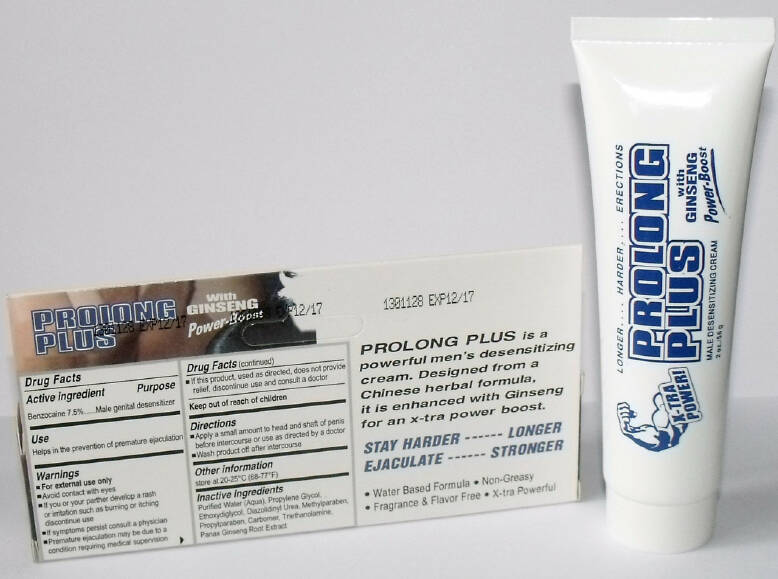 PROLONG
PLUS
With
GINSENG
Power-Boost
1381128 EXP12/17
EXP12/17
1381128 EXP12/17
Drug Facts
Active ingredient Purpose
Benzocaine 7.5%.....Male genital desensitizer
Use
Helps in the prevention of premature ejaculation
Warnings
▪ For external use only
▪ Avoid contact with eyes
▪ If you or your parther develop a rash
or irritation such as burning or itching
discontinue use
▪ If symptoms persist consult a physician
▪ Premature ejaculation may be due to a
condition requiring medical supervision
Drug Facts (continued)
▪ If this product, used as directed, does not provide
relief, discontinue use and consult a doctor
Keep out of reach of children
Directions
▪ Apply a small amount to head and shaft of penis
before intercourse or use as directed by a doctor
▪ Wash product off after intercourse
Other information
store at 20-25°C (68-77°F)
Inactive Ingredients
Purified Water (Aqua), Propylene Glycol,
Ethoxydiglycol, Diazolidinyl Urea, Methylparaben,
Propylparaben, Carbomer, Triethanolamine,
Panax Ginseng Root Extract
PROLONG PLUS is a
powerful men's desensitizing
cream. Designed from a
Chinese herbal formula,
it is enhanced with Ginseng
for an x-tra power boost.
STAY HARDER ------ LONGER
EJACULATE ------ STRONGER
• Water Based Formula • Non-Greasy
• Fragrance & Flavor Free • X-tra Powerful
LONGER.... HARDER.... ERECTIONS
PROLONG
PLUS
with
GINSENG
Power-Boost
MALE DESENSITIZING CREAM
2 oz./56 g
X-TRA
POWER!